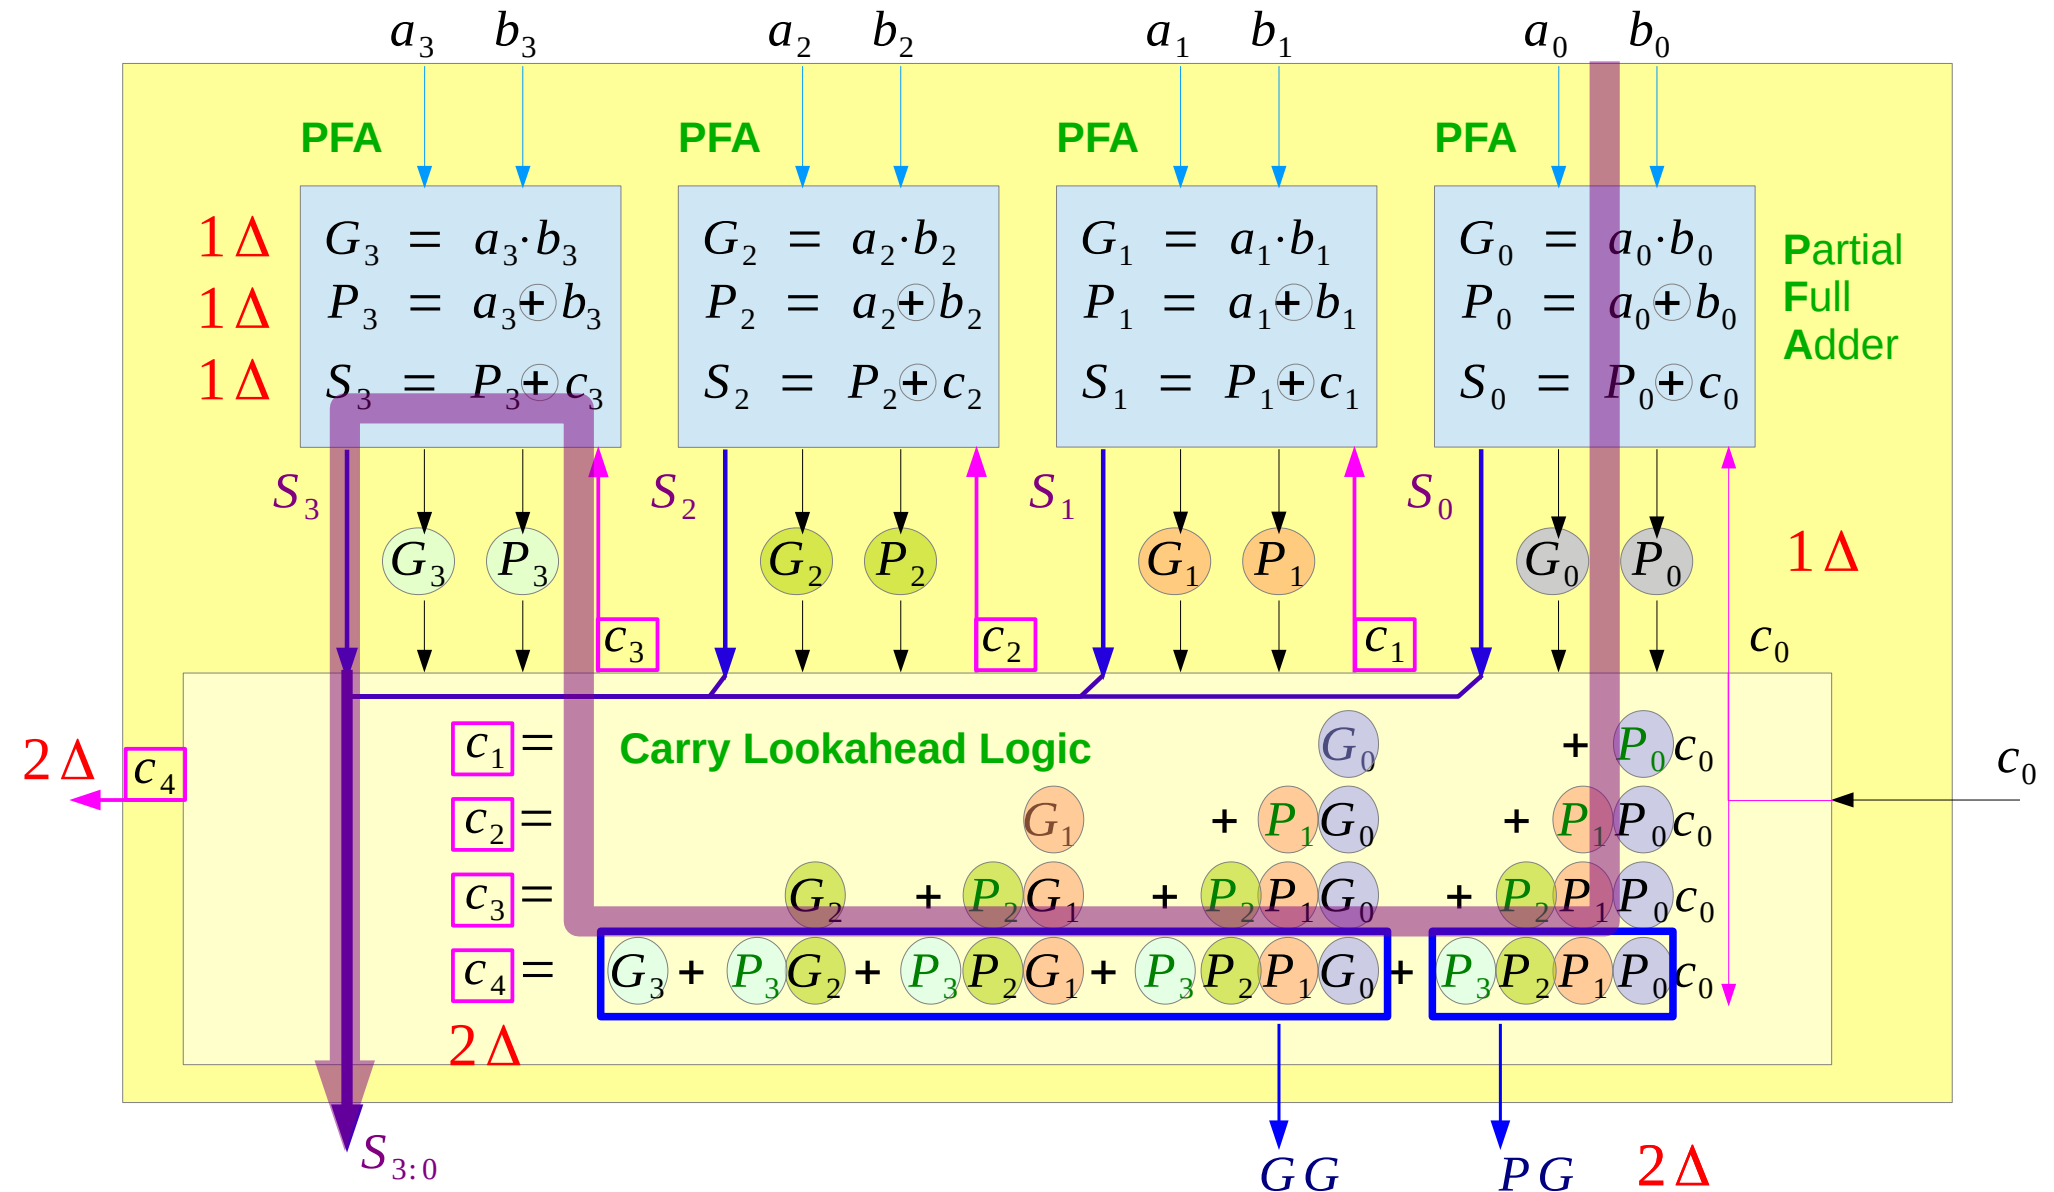 a3 b3 a2 b2 a1 b1 a0 b0
PFA PFA PFA PFA
1Δ G3 = a3·b3 G2 = a2·b2 G1 = a1·b1 G0 = a0·b0 Partial
1Δ P3 = a3⊕b3 P2 = a2⊕b2 P1 = a1⊕b1 P0 = a0⊕b0 Full
Adder
1Δ S3 = P3⊕c3 S2 = P2⊕c2 S1 = P1⊕c1 S0 = P0⊕c0
S3 S2 S1 S0
G3 P3 G2 P2 G1 P1 G0 P0 1Δ
c3 c2 c1 c0
c1 = Carry Lookahead Logic G0 + P0c0
2Δ c4 c0
c2 = G1 + P1G0 + P1P0c0
c3 = G2 + P2G1 + P2P1G0 + P2P1P0c0
c4 = G3 + P3G2 + P3P2G1 + P3P2P1G0 + P3P2P1P0c0
2Δ
S3:0
GG PG 2Δ